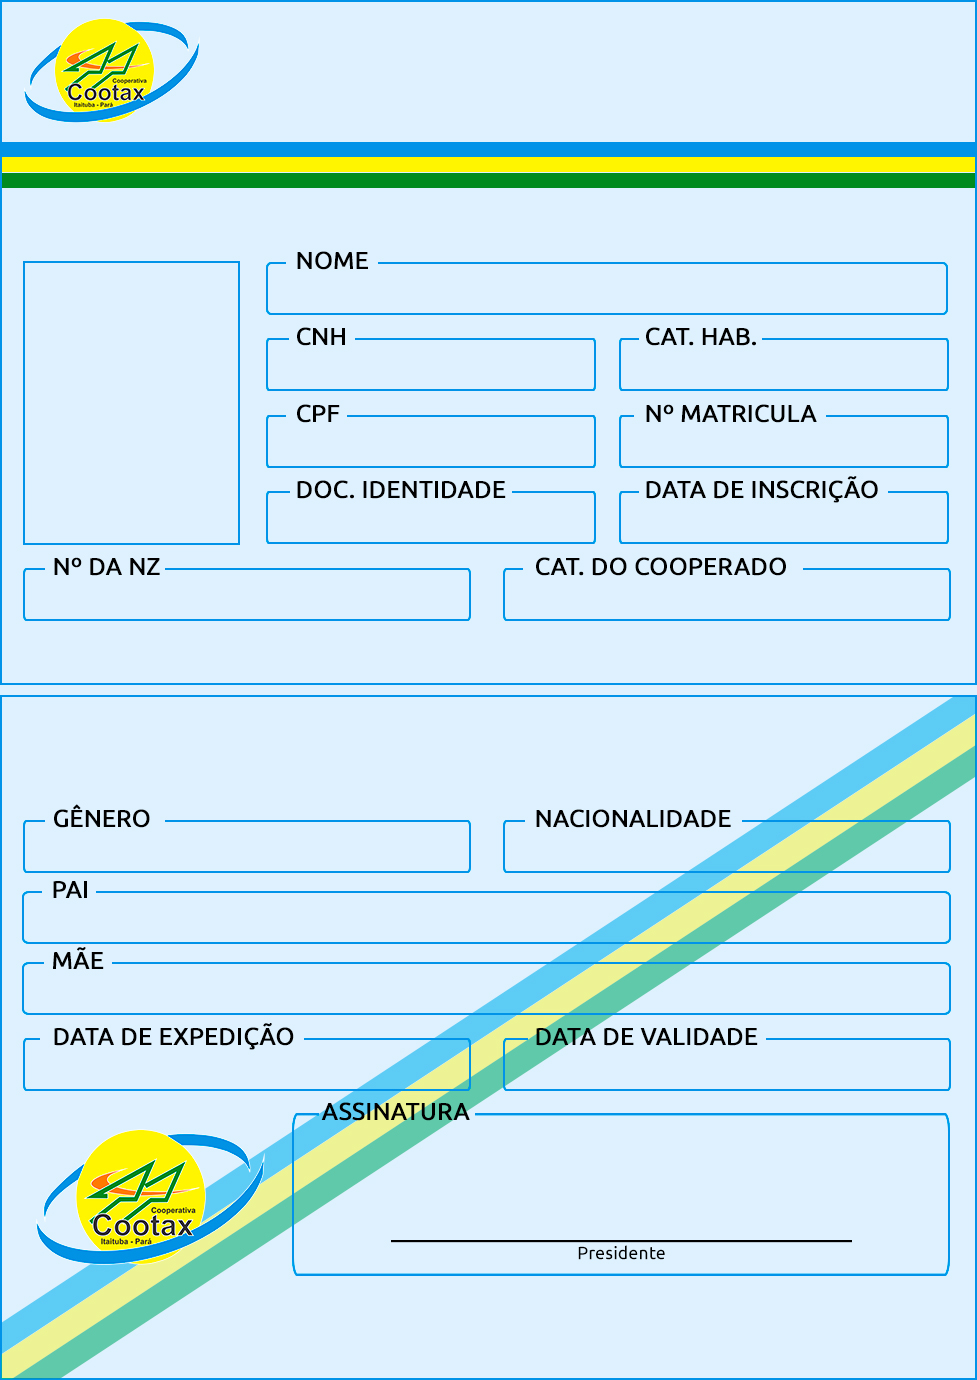 Cooperativa
Cootax
Itaituba - Pará
NOME
CNH
CAT. HAB.
CPF
Nº MATRICULA
DOC. IDENTIDADE
DATA DE INSCRIÇÃO
Nº DA NZ
CAT. DO COOPERADO
GÊNERO
NACIONALIDADE
PAI
MÃE
DATA DE EXPEDIÇÃO
DATA DE VALIDADE
ASSINATURA
Cooperativa
Cootax
Itaituba - Pará
Presidente